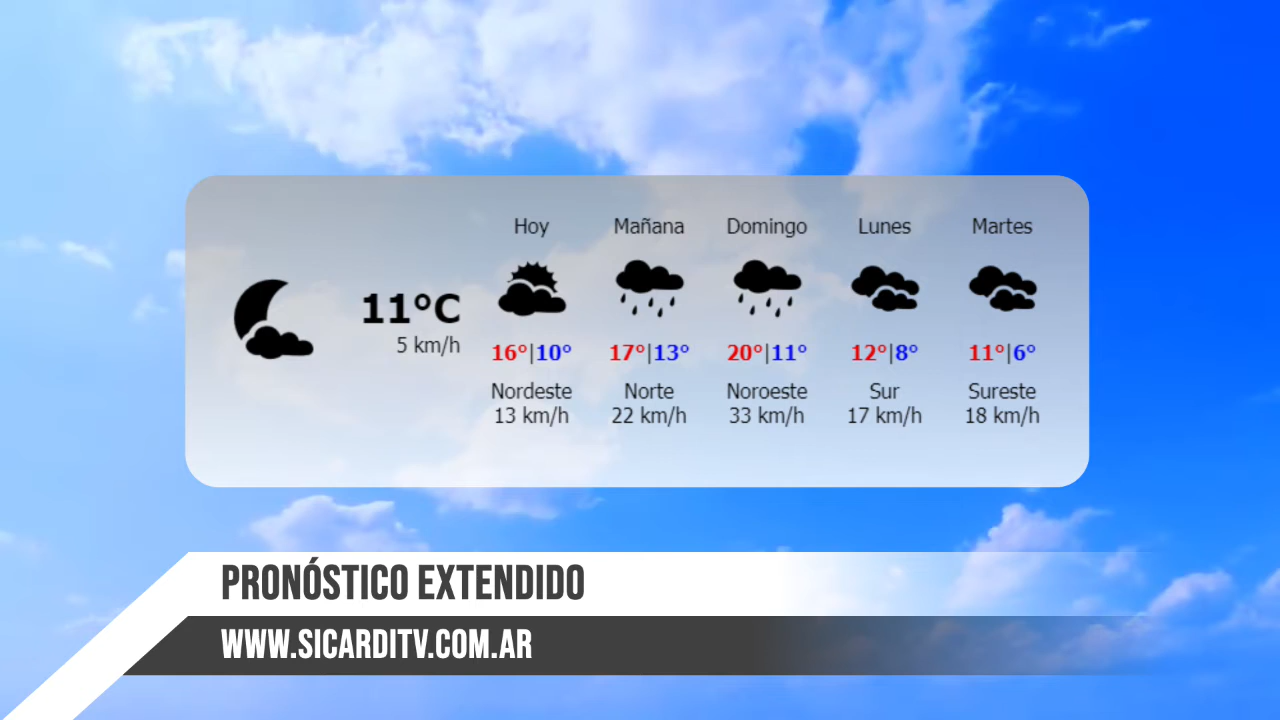 11°C
5 km/h
Hoy
16°|10°
Nordeste
13 km/h
Mañana
17°|13°
Norte
22 km/h
Domingo
20°|11°
Noroeste
33 km/h
Lunes
12°|8°
Sur
17 km/h
Martes
11°|6°
Sureste
18 km/h
PRONÓSTICO EXTENDIDO
WWW.SICARDITV.COM.AR